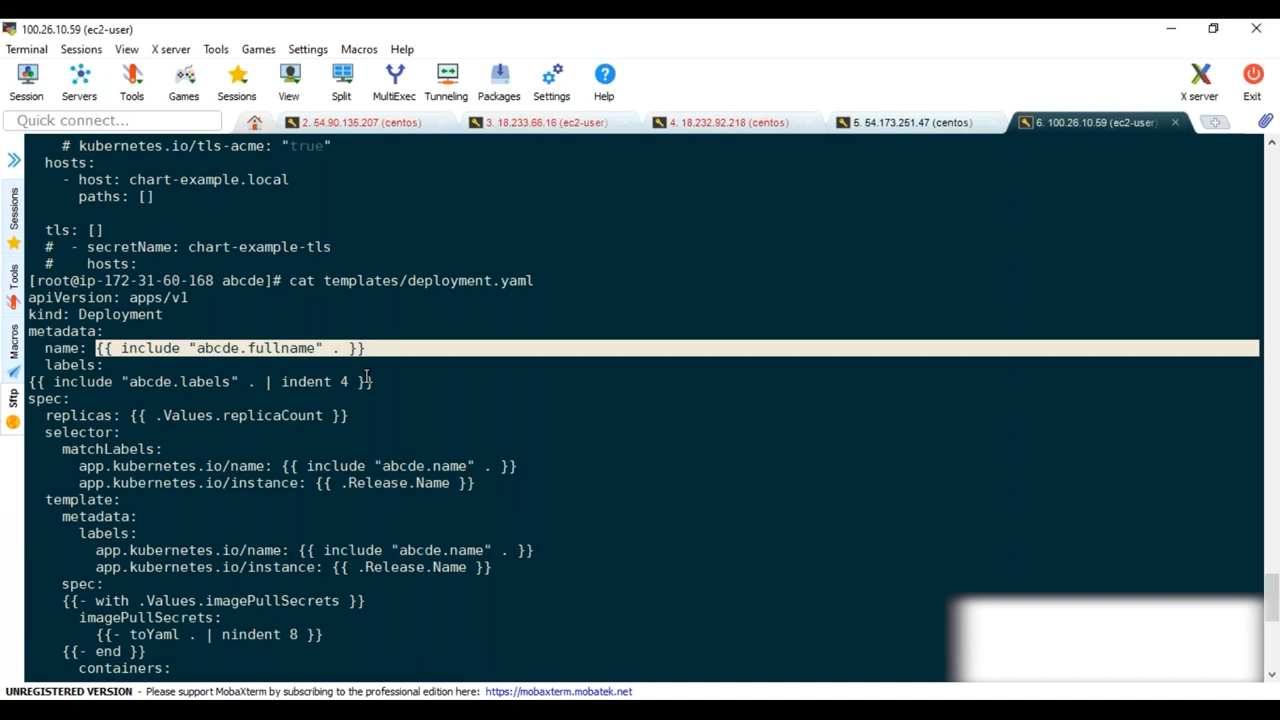 100.26.10.59 (ec2-user)
Terminal Sessions View X server Tools Games Settings Macros Help
Session Servers Tools Games Sessions View Split MultiExec Tunneling Packages Settings Help X server Exit
Quick connect... 2. 54.90.135.207 (centos) 3. 18.233.66.16 (ec2-user) 4. 18.232.92.218 (centos) 5. 54.173.251.47 (centos) 6. 100.26.10.59 (ec2-user)
# kubernetes.io/tls-acme: "true"
hosts:
- host: chart-example.local
paths: []
tls: []
# - secretName: chart-example-tls
# hosts:
[root@ip-172-31-60-168 abcde]# cat templates/deployment.yaml
apiVersion: apps/v1
kind: Deployment
metadata:
name: {{ include "abcde.fullname" . }}
labels:
{{ include "abcde.labels" . | indent 4 }}
spec:
replicas: {{ .Values.replicaCount }}
selector:
matchLabels:
app.kubernetes.io/name: {{ include "abcde.name" . }}
app.kubernetes.io/instance: {{ .Release.Name }}
template:
metadata:
labels:
app.kubernetes.io/name: {{ include "abcde.name" . }}
app.kubernetes.io/instance: {{ .Release.Name }}
spec:
{{- with .Values.imagePullSecrets }}
imagePullSecrets:
{{- toYaml . | nindent 8 }}
{{- end }}
containers:
Sessions
Tools
Macros
Sftp
UNREGISTERED VERSION - Please support MobaXterm by subscribing to the professional edition here: https://mobaxterm.mobatek.net